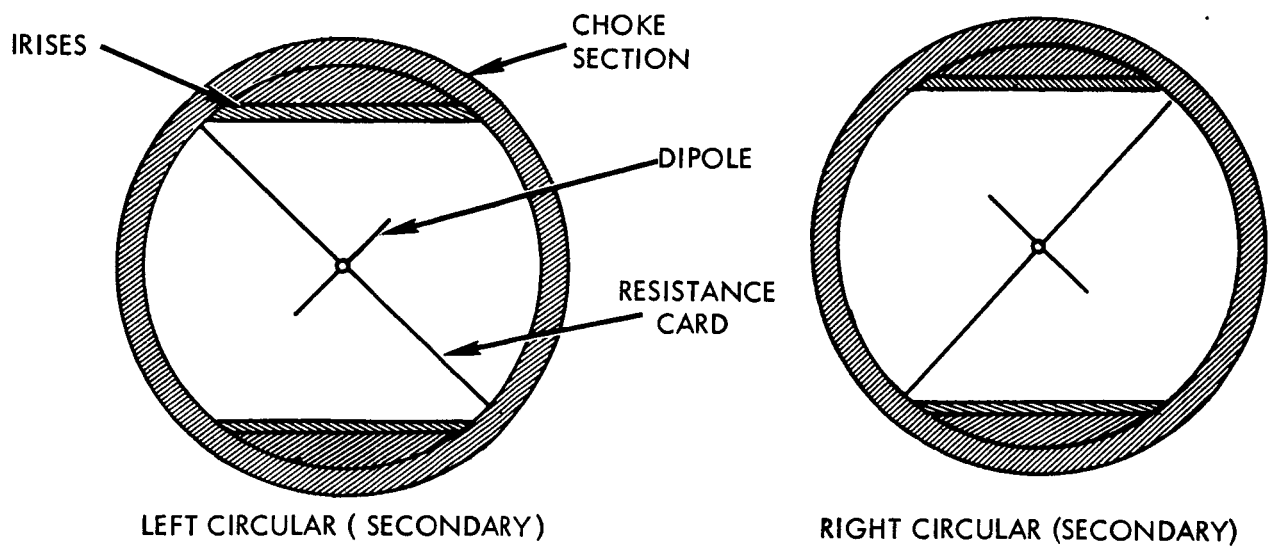 IRISES
CHOKE
SECTION
DIPOLE
RESISTANCE
CARD
LEFT CIRCULAR ( SECONDARY)
RIGHT CIRCULAR (SECONDARY)